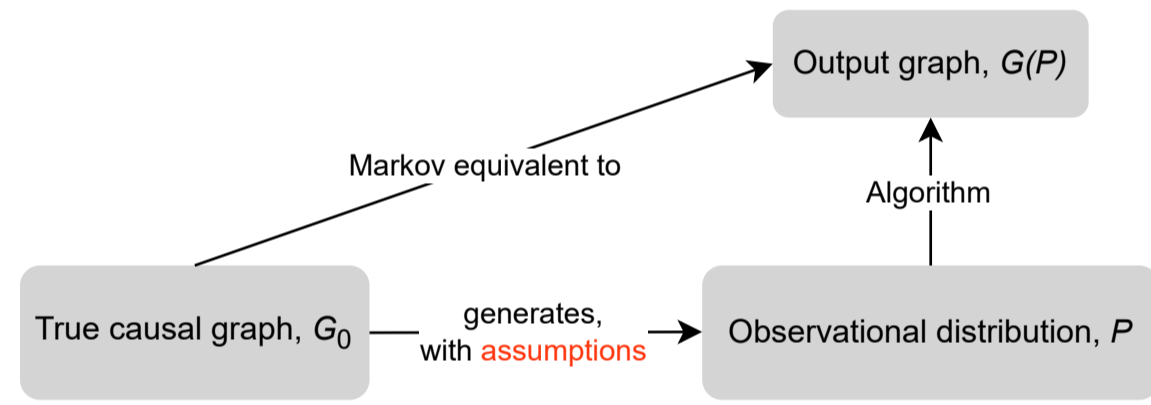 Output graph, G(P)
Markov equivalent to
Algorithm
True causal graph, G₀
generates,
with assumptions
Observational distribution, P